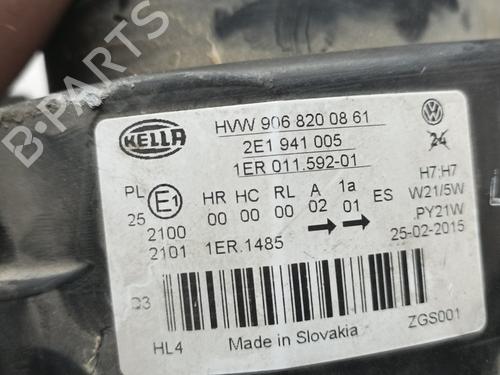 B-PARTS
HELLA
HVW 906 820 08 61
2E1 941 005
1ER 011.592-01
24
PL
25
E1
2100
2101
HR HC RL A 1a
00 00 00 02 01
ES
H7;H7
W21/5W
.PY21W
25-02-2015
1ER.1485
HL4
Made in Slovakia
ZGS001